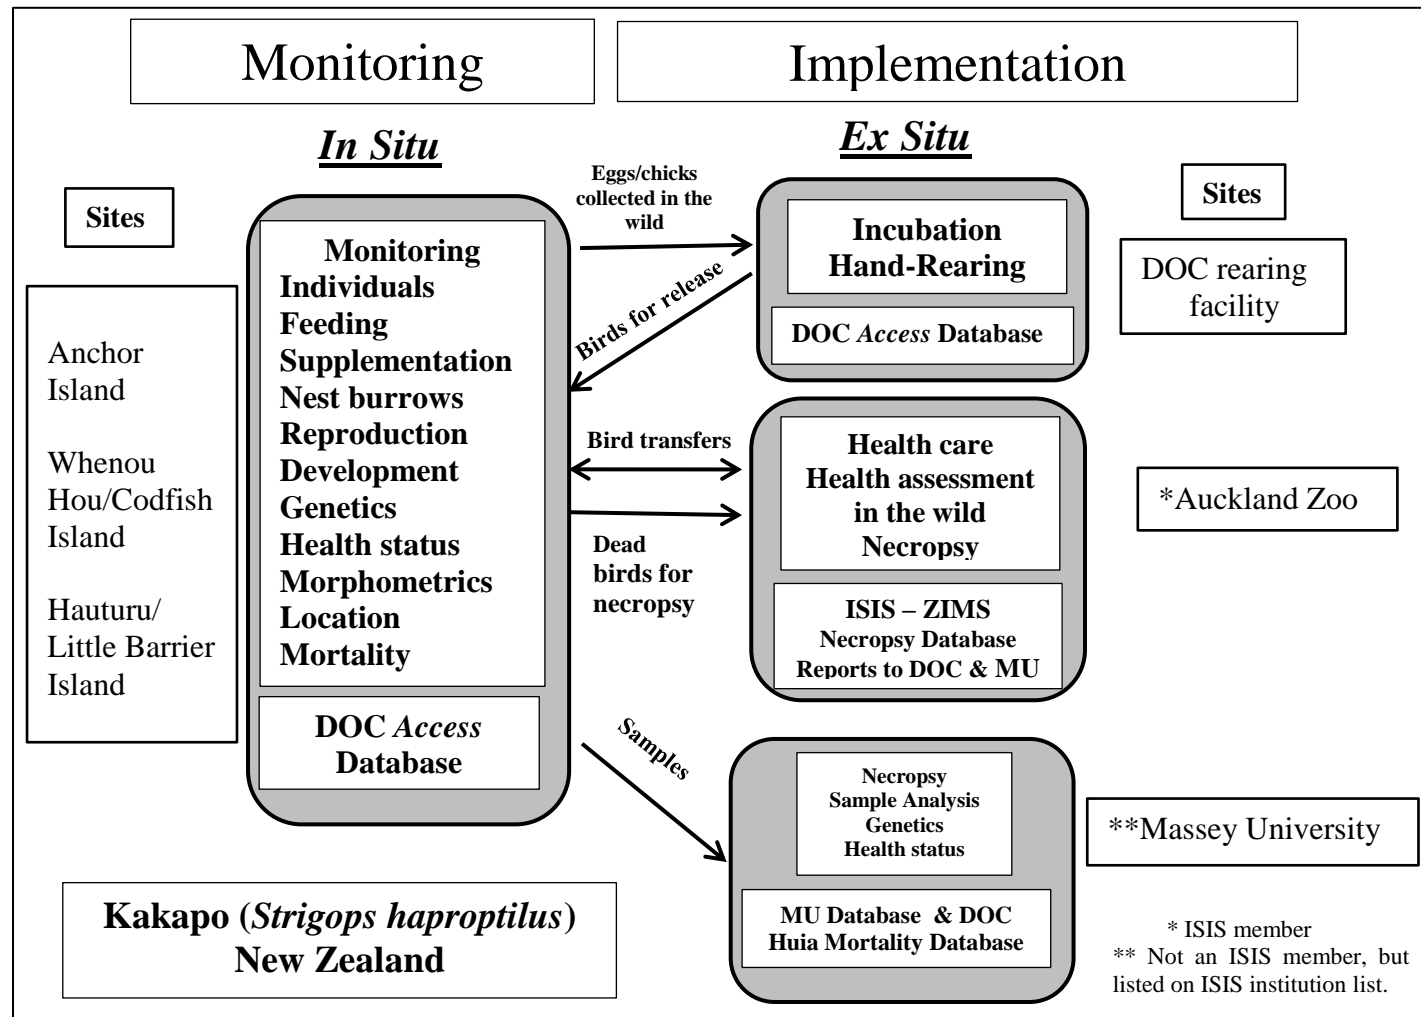 Monitoring
Implementation
In Situ
Ex Situ
Sites
Anchor
Island
Whenou
Hou/Codfish
Island
Hauturu/
Little Barrier
Island
Monitoring
Individuals
Feeding
Supplementation
Nest burrows
Reproduction
Development
Genetics
Health status
Morphometrics
Location
Mortality
DOC Access
Database
Eggs/chicks
collected in the
wild
Birds for release
Bird transfers
Dead
birds for
necropsy
Samples
Incubation
Hand-Rearing
DOC Access Database
Health care
Health assessment
in the wild
Necropsy
ISIS – ZIMS
Necropsy Database
Reports to DOC & MU
Necropsy
Sample Analysis
Genetics
Health status
MU Database & DOC
Huia Mortality Database
Sites
DOC rearing
facility
*Auckland Zoo
**Massey University
Kakapo (Strigops haproptilus)
New Zealand
* ISIS member
** Not an ISIS member, but
listed on ISIS institution list.